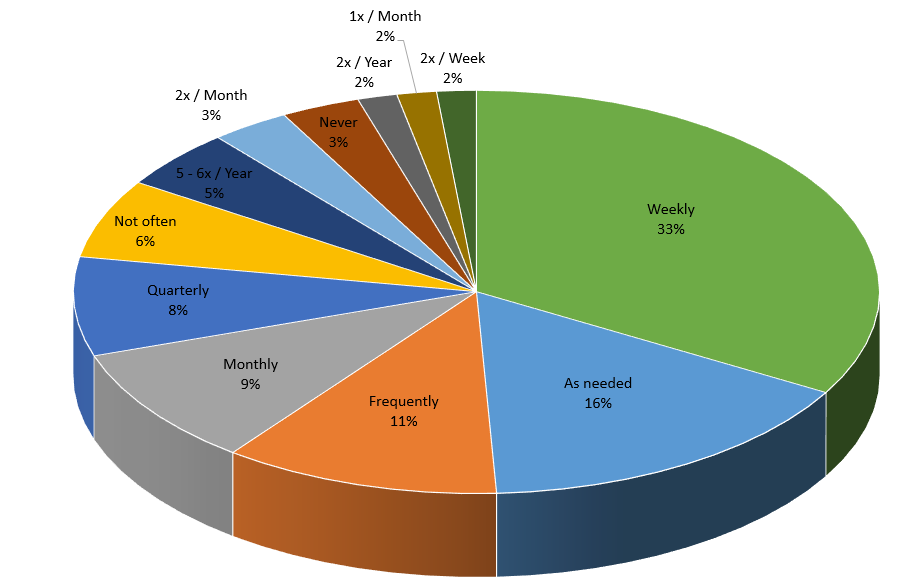 1x / Month
2%
2x / Year
2%
2x / Week
2%
2x / Month
3%
Never
3%
5 - 6x / Year
5%
Not often
6%
Weekly
33%
Quarterly
8%
Monthly
9%
As needed
16%
Frequently
11%